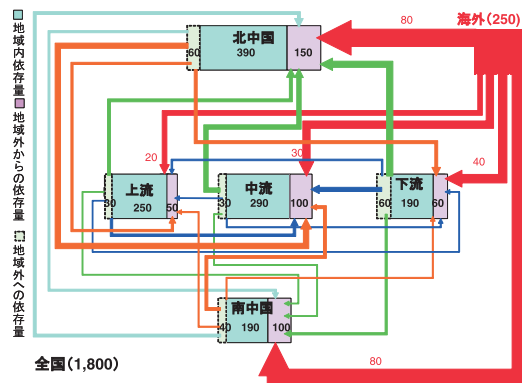 地域内依存量
地域外からの依存量
地域外への依存量
海外(250)
80
北中国
60 390 150
20
30
40
上流
30 250 50
中流
30 290 100
下流
60 190 60
南中国
40 190 100
80
全国(1,800)